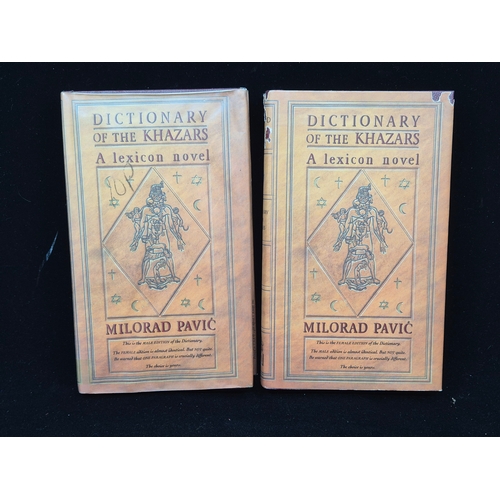 DICTIONARY
OF THE KHAZARS
A lexicon novel
MILORAD PAVIĆ
This is the MALE EDITION of the Dictionary.
The FEMALE edition is almost identical. But NOT quite.
Be warned that ONE PARAGRAPH is crucially different.
The choice is yours.
DICTIONARY
OF THE KHAZARS
A lexicon novel
MILORAD PAVIĆ
This is the FEMALE EDITION of the Dictionary.
The MALE edition is almost identical. But NOT quite.
Be warned that ONE PARAGRAPH is crucially different.
The choice is yours.